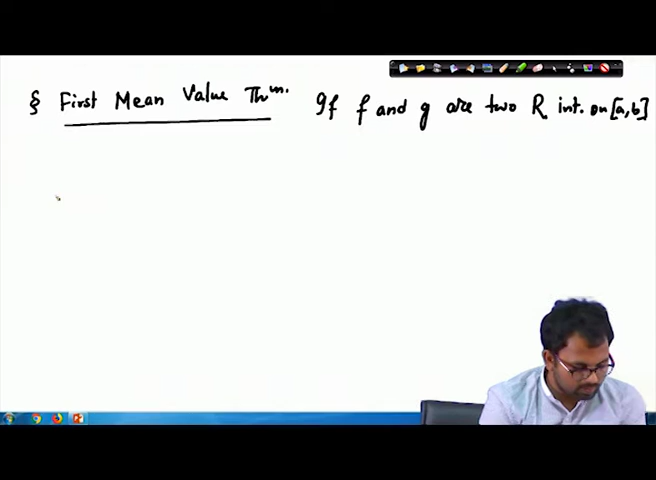 § First Mean Value Thm. If f and g are two R int. on [a,b]